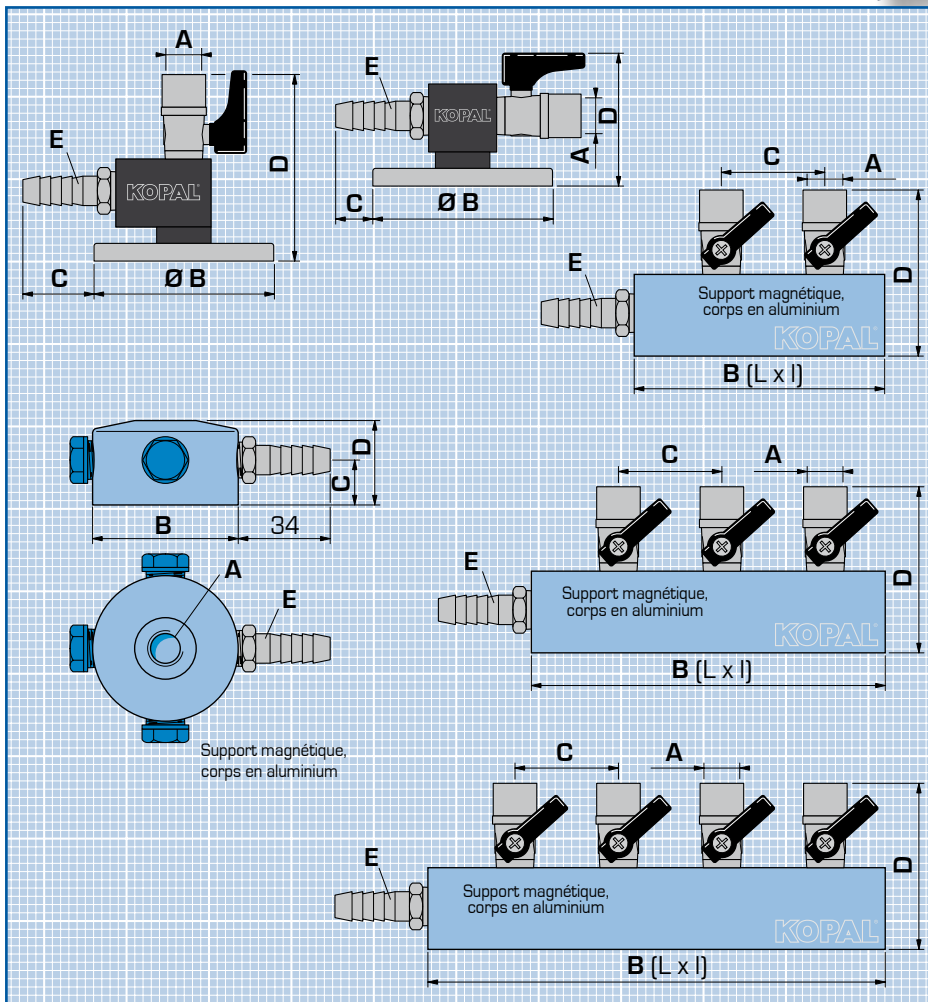 A
E
KOPAL
D
C
Ø B
E
KOPAL
D
A
C
Ø B
C
A
E
D
Support magnétique,
corps en aluminium
KOPAL
B (L x l)
D
C
B
34
A
E
Support magnétique,
corps en aluminium
C
A
E
D
Support magnétique,
corps en aluminium
KOPAL
B (L x l)
C
A
E
D
Support magnétique,
corps en aluminium
KOPAL
B (L x l)